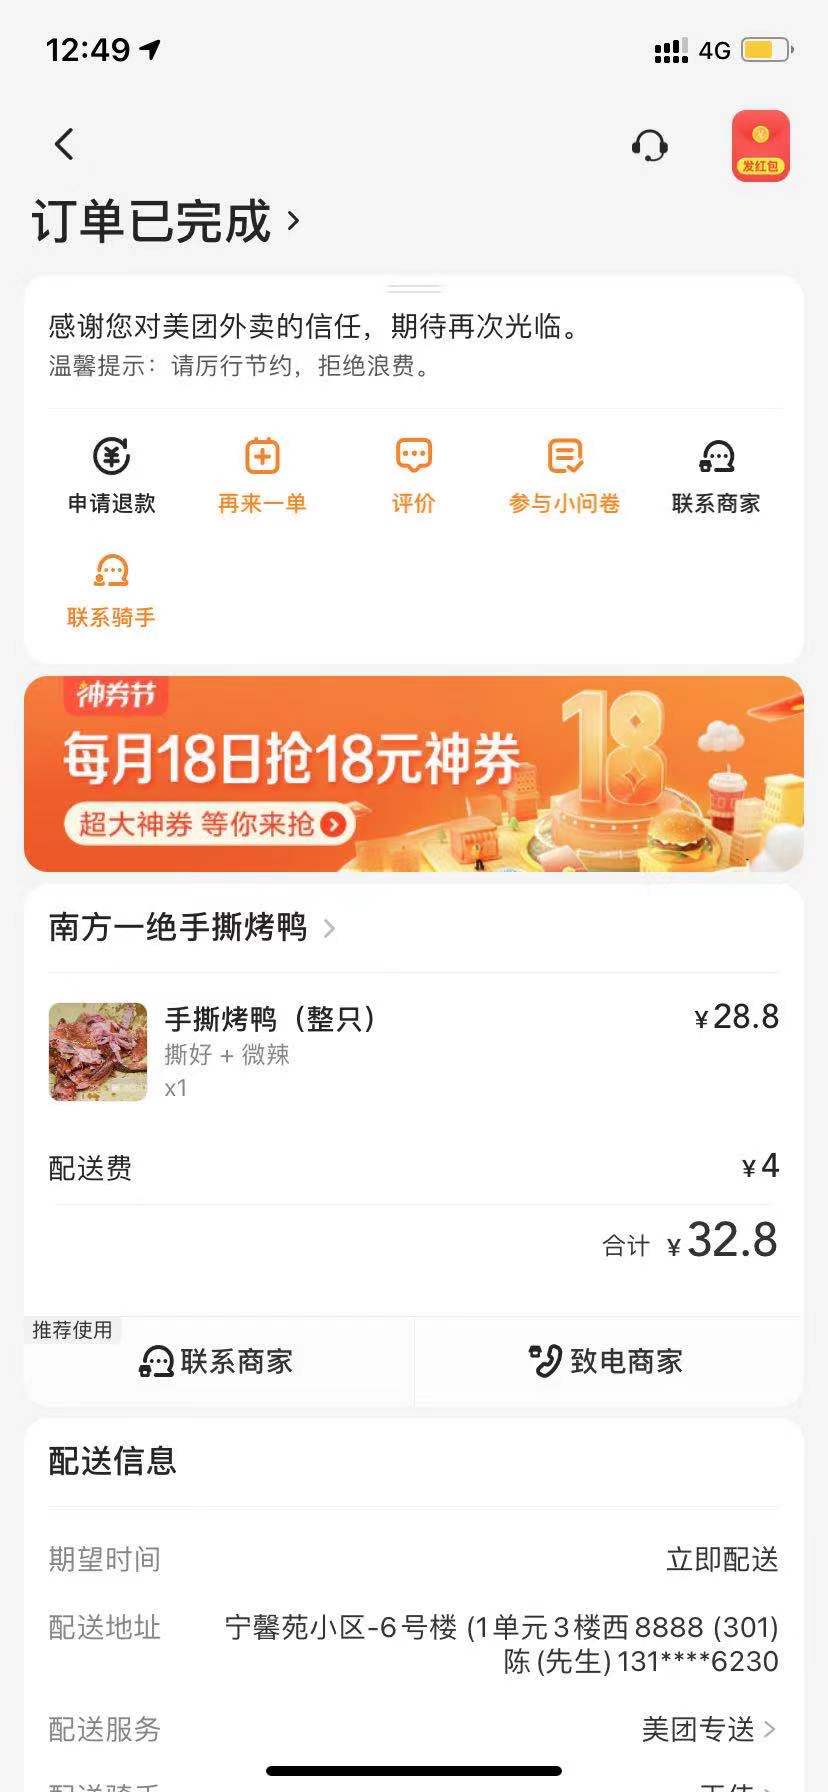 12:49
4G
发红包
订单已完成
感谢您对美团外卖的信任，期待再次光临。
温馨提示：请厉行节约，拒绝浪费。
申请退款 再来一单 评价 参与小问卷 联系商家
联系骑手
神券节
每月18日抢18元神券
18
超大神券 等你来抢
南方一绝手撕烤鸭
手撕烤鸭（整只） ¥28.8
撕好 + 微辣
x1
配送费 ¥4
合计 ¥32.8
推荐使用
联系商家 致电商家
配送信息
期望时间 立即配送
配送地址 宁馨苑小区-6号楼 (1单元3楼西8888 (301)
陈 (先生) 131****6230
配送服务 美团专送